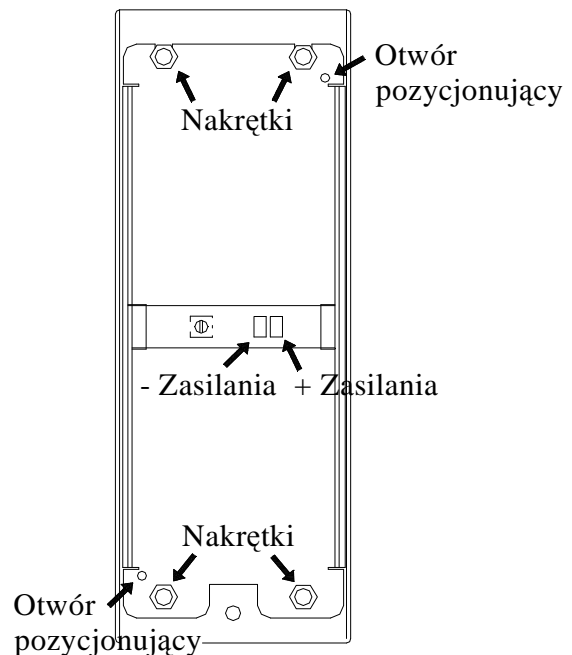 Otwór
pozycjonujący
Nakrętki
- Zasilania + Zasilania
Nakrętki
Otwór
pozycjonujący